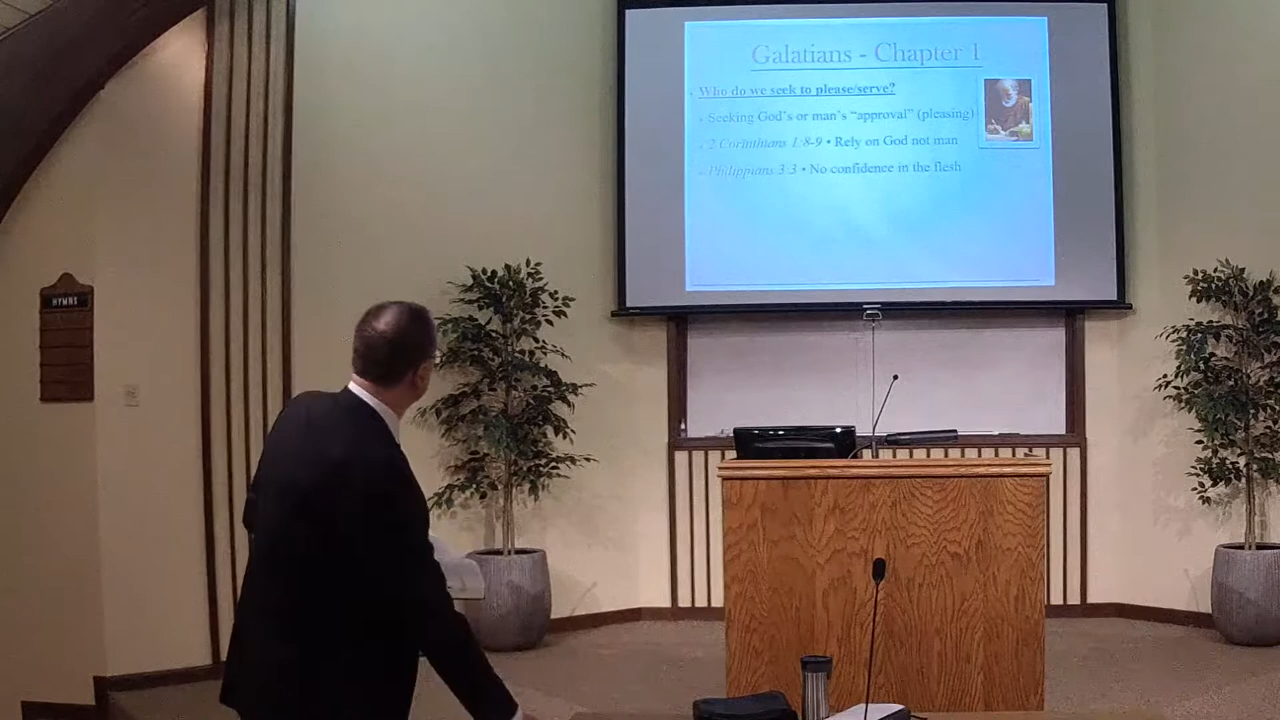 Galatians - Chapter 1
Who do we seek to please/serve?
Seeking God's or man's “approval” (pleasing)
2 Corinthians 1:8-9 • Rely on God not man
Philippians 3:3 • No confidence in the flesh
HYMNS